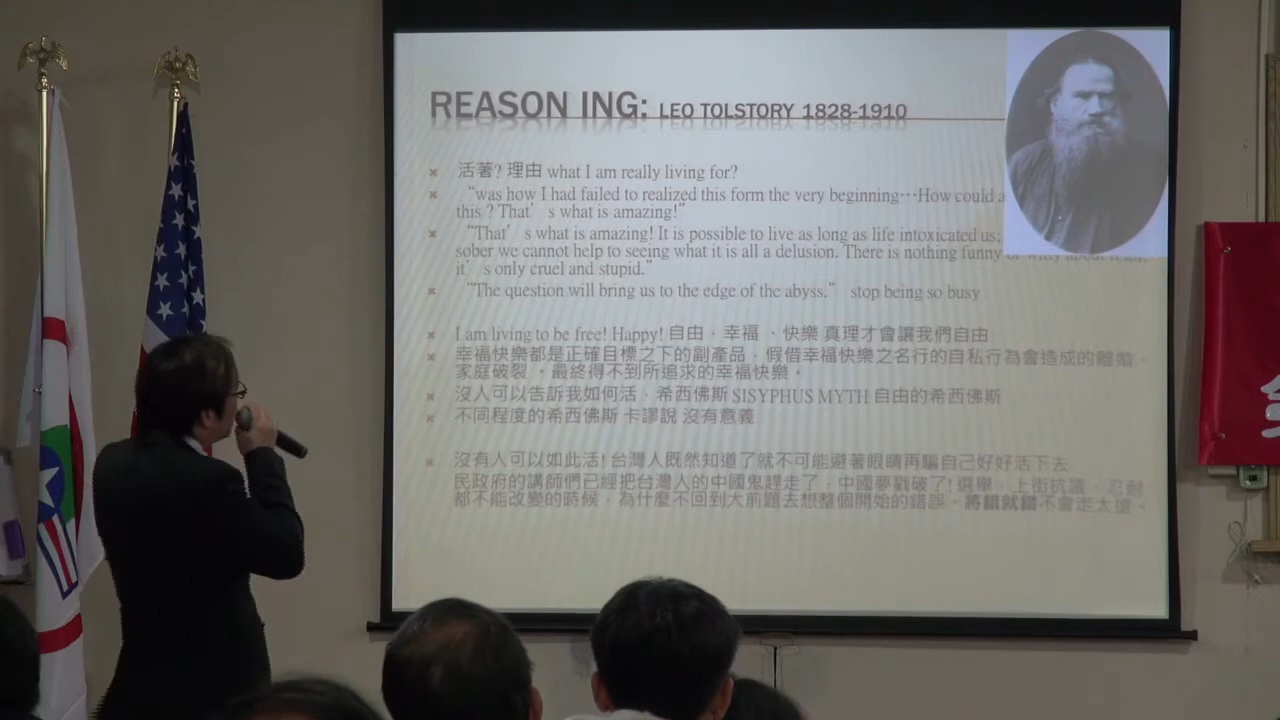 REASON ING: LEO TOLSTORY 1828-1910
活著? 理由 what I am really living for?
“was how I had failed to realized this form the very beginning…How could a
this ? That’s what is amazing!”
“That’s what is amazing! It is possible to live as long as life intoxicated us;
sober we cannot help to seeing what it is all a delusion. There is nothing funny or witty about
it’s only cruel and stupid.”
“The question will bring us to the edge of the abyss.” stop being so busy
I am living to be free! Happy! 自由﹐幸福 、快樂 真理才會讓我們自由
幸福快樂都是正確目標之下的副產品﹐假借幸福快樂之名行的自私行為會造成的離婚﹑
家庭破裂 。最終得不到所追求的幸福快樂。
沒人可以告訴我如何活﹐希西佛斯 SISYPHUS MYTH 自由的希西佛斯
不同程度的希西佛斯 卡謬說 沒有意義
沒有人可以如此活! 台灣人既然知道了就不可能避著眼睛再騙自己好好活下去
民政府的講師們已經把台灣人的中國鬼趕走了﹐中國夢戳破了! 選舉﹐上街抗議﹐忍耐
都不能改變的時候﹐為什麼不回到大前題去想整個開始的錯誤。將錯就錯不會走太遠。